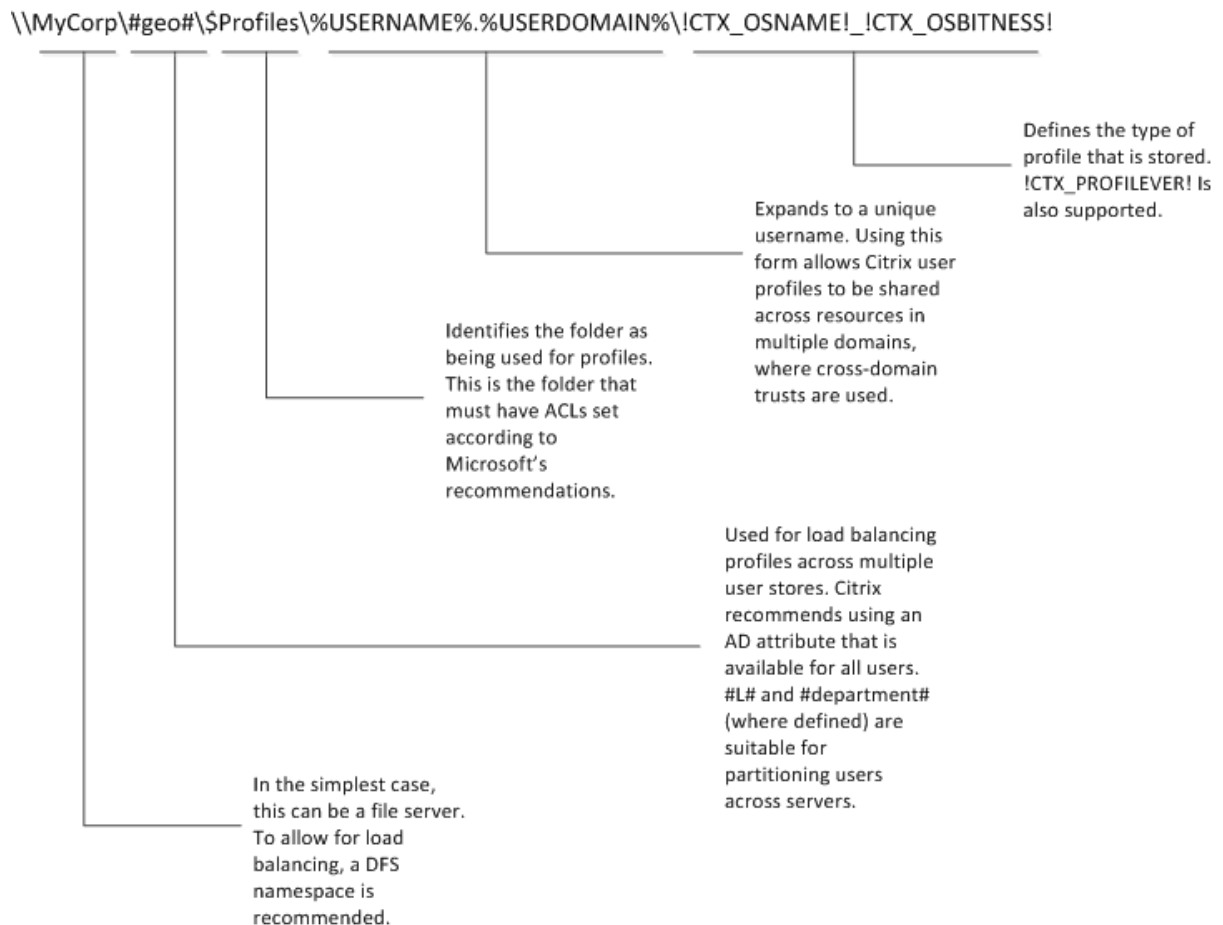 \\MyCorp\#geo#\$Profiles\%USERNAME%.%USERDOMAIN%\!CTX_OSNAME!_!CTX_OSBITNESS!
Defines the type of
profile that is stored.
!CTX_PROFILEVER! Is
also supported.
Expands to a unique
username. Using this
form allows Citrix user
profiles to be shared
across resources in
multiple domains,
where cross-domain
trusts are used.
Identifies the folder as
being used for profiles.
This is the folder that
must have ACLs set
according to
Microsoft's
recommendations.
Used for load balancing
profiles across multiple
user stores. Citrix
recommends using an
AD attribute that is
available for all users.
#L# and #department#
(where defined) are
suitable for
partitioning users
across servers.
In the simplest case,
this can be a file server.
To allow for load
balancing, a DFS
namespace is
recommended.